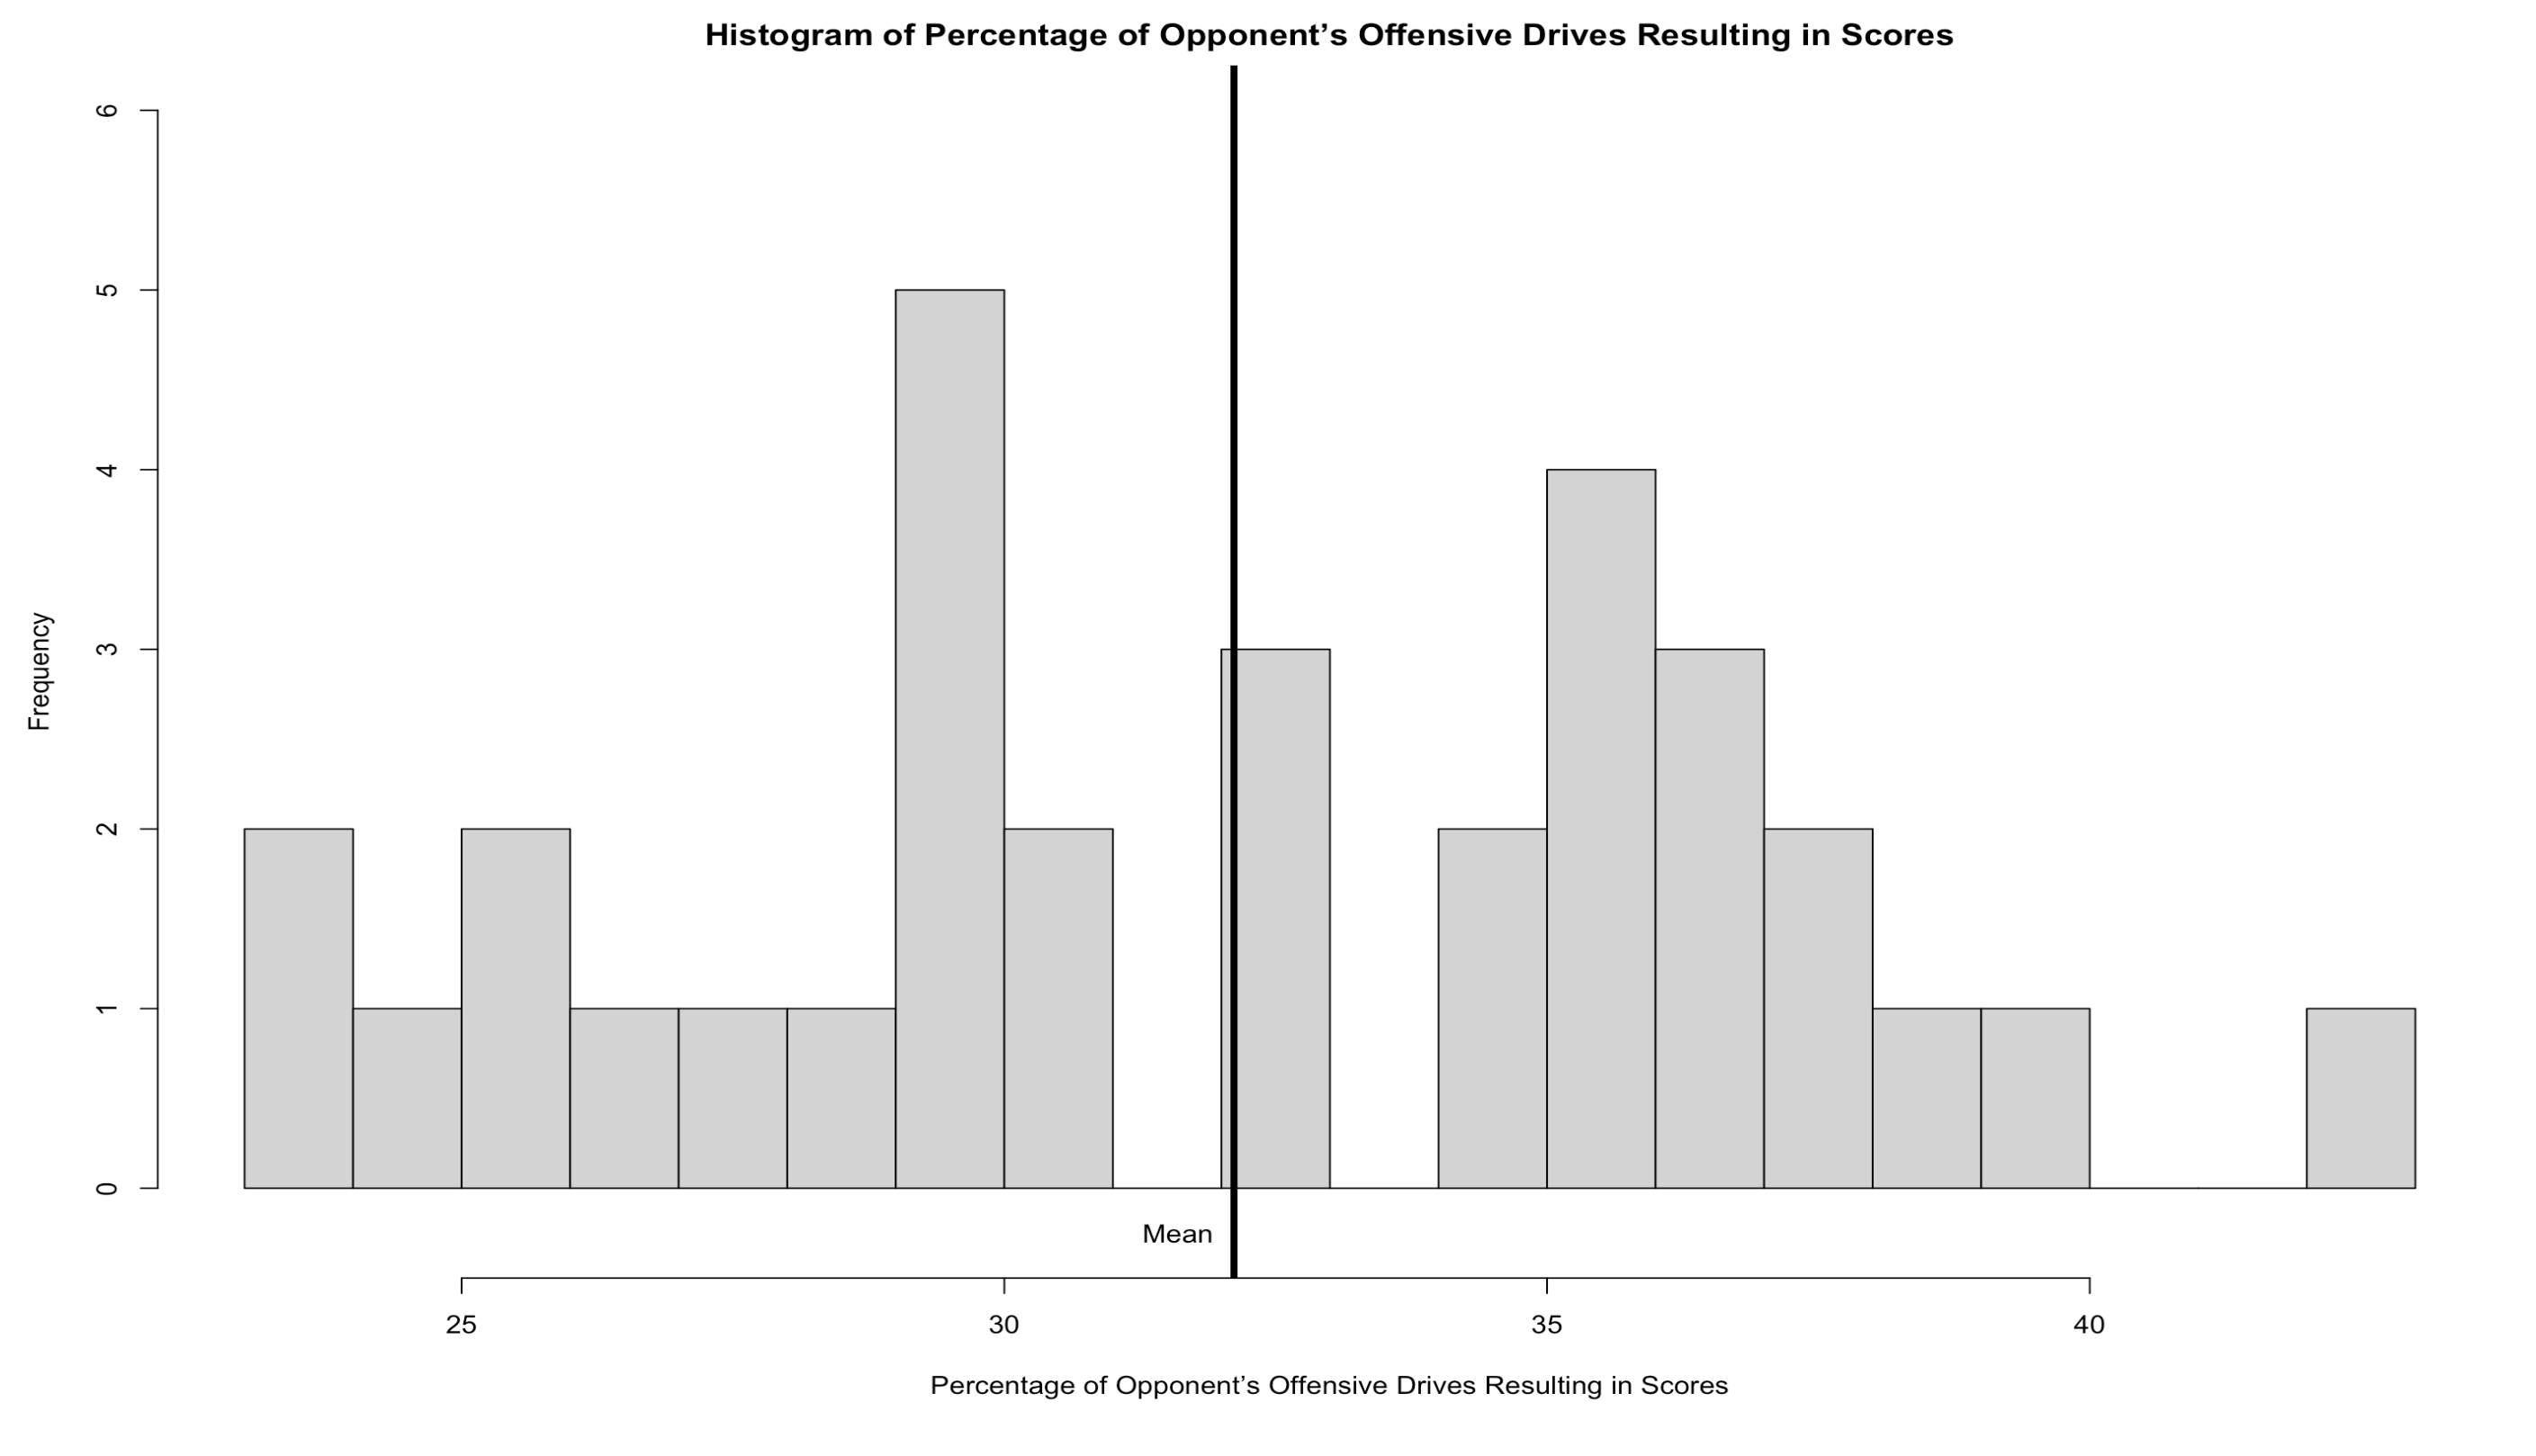 Histogram of Percentage of Opponent’s Offensive Drives Resulting in Scores
6
5
4
3
2
1
0
Frequency
Mean
25 30 35 40
Percentage of Opponent’s Offensive Drives Resulting in Scores